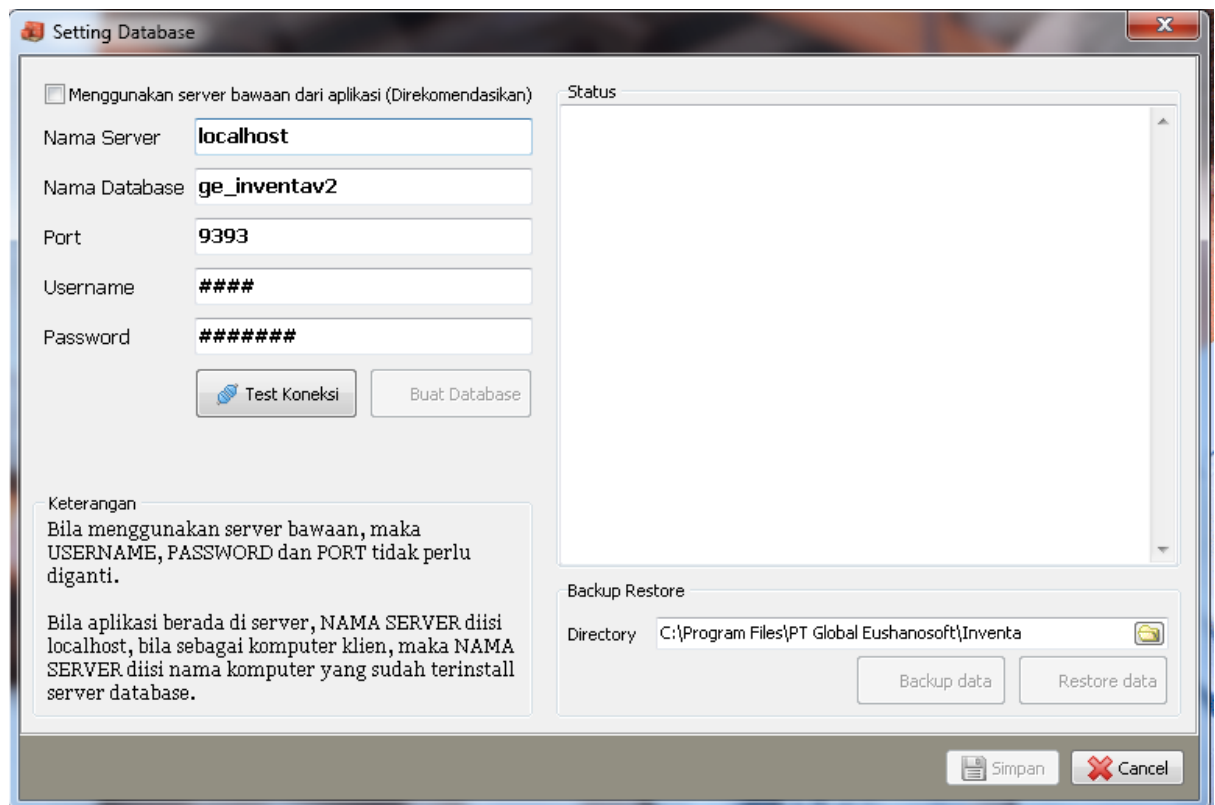 Setting Database
Menggunakan server bawaan dari aplikasi (Direkomendasikan)
Nama Server localhost
Nama Database ge_inventav2
Port 9393
Username ####
Password #######
Test Koneksi Buat Database
Keterangan
Bila menggunakan server bawaan, maka
USERNAME, PASSWORD dan PORT tidak perlu
diganti.
Bila aplikasi berada di server, NAMA SERVER diisi
localhost, bila sebagai komputer klien, maka NAMA
SERVER diisi nama komputer yang sudah terinstall
server database.
Status
Backup Restore
Directory C:\Program Files\PT Global Eushanosoft\Inventa
Backup data Restore data
Simpan Cancel